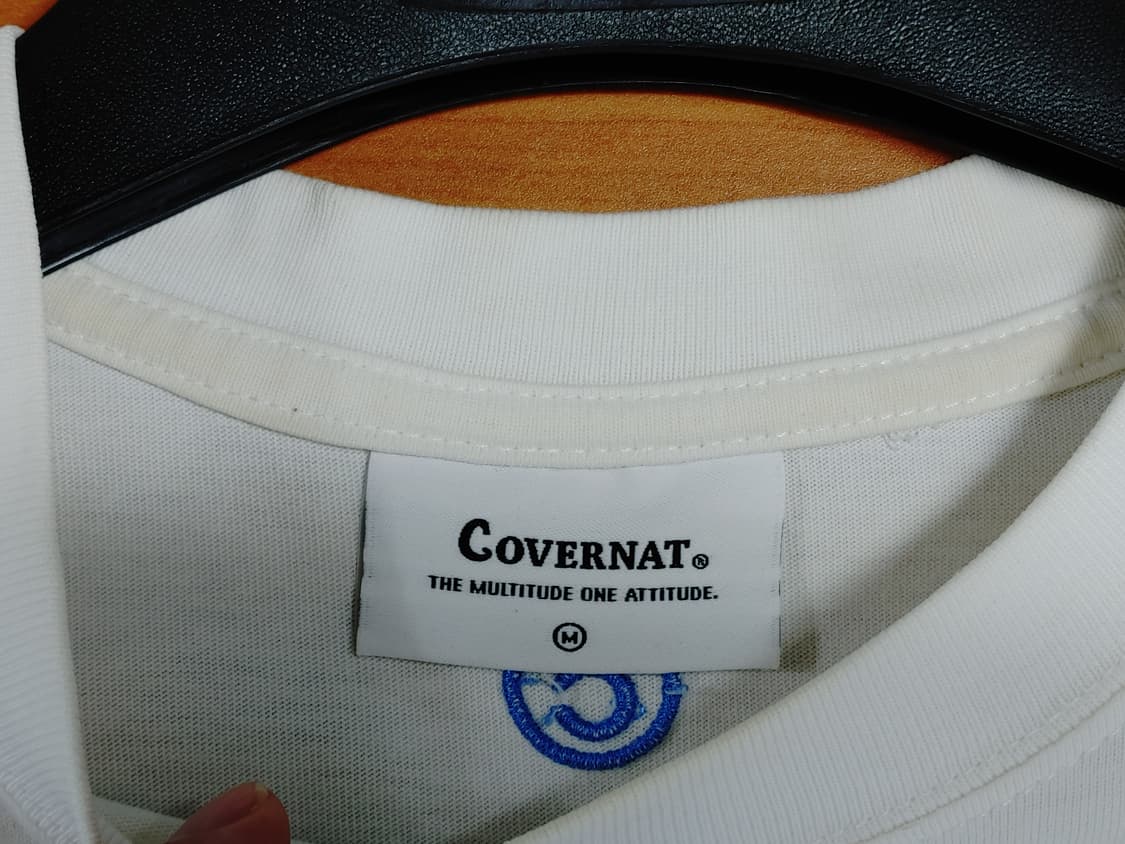 COVERNAT®
THE MULTITUDE ONE ATTITUDE.
M